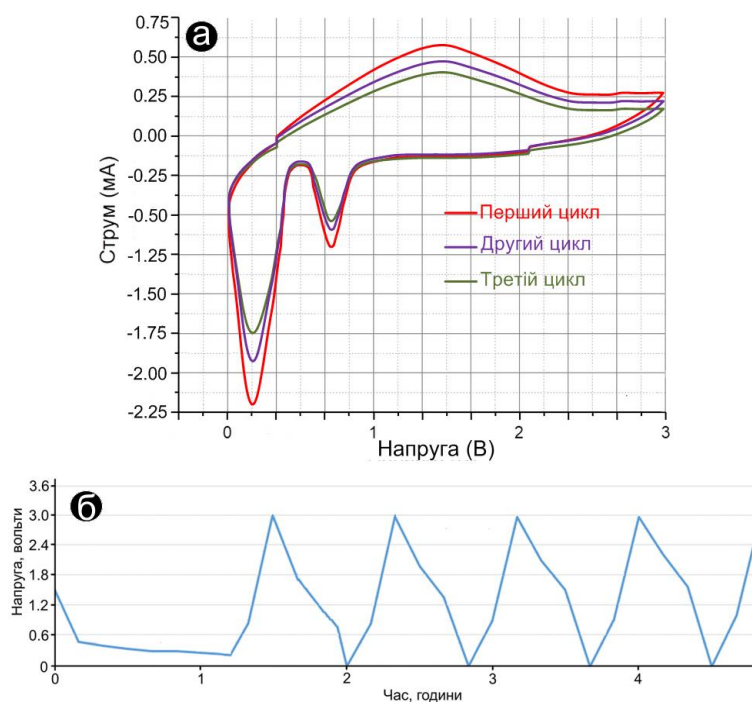 а
0.75
0.50
0.25
0.00
-0.25
-0.50
-1.25
-1.50
-1.75
-2.00
-2.25
Струм (мА)
Перший цикл
Другий цикл
Третій цикл
0 1 2 3
Напруга (В)
б
Напруга, вольти
3.6
3.0
2.4
1.8
1.2
0.6
0
0 1 2 3 4
Час, години